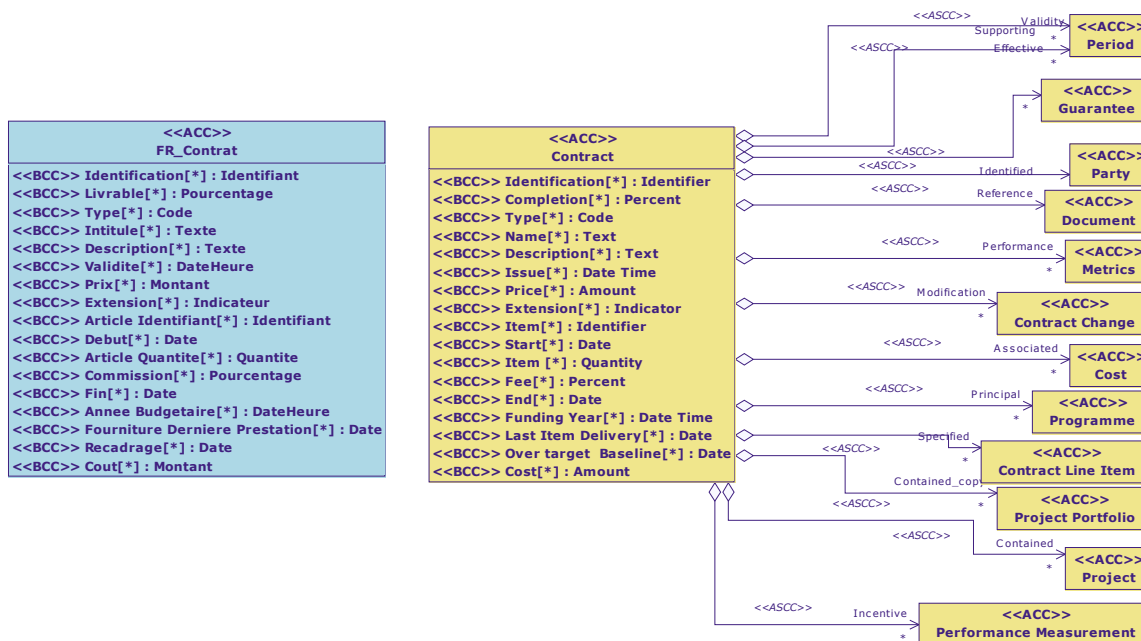 <<ACC>>
FR_Contrat
<<BCC>> Identification[*] : Identifiant
<<BCC>> Livrable[*] : Pourcentage
<<BCC>> Type[*] : Code
<<BCC>> Intitule[*] : Texte
<<BCC>> Description[*] : Texte
<<BCC>> Validite[*] : DateHeure
<<BCC>> Prix[*] : Montant
<<BCC>> Extension[*] : Indicateur
<<BCC>> Article Identifiant[*] : Identifiant
<<BCC>> Debut[*] : Date
<<BCC>> Article Quantite[*] : Quantite
<<BCC>> Commission[*] : Pourcentage
<<BCC>> Fin[*] : Date
<<BCC>> Annee Budgetaire[*] : DateHeure
<<BCC>> Fourniture Derniere Prestation[*] : Date
<<BCC>> Recadrage[*] : Date
<<BCC>> Cout[*] : Montant
<<ACC>>
Contract
<<BCC>> Identification[*] : Identifier
<<BCC>> Completion[*] : Percent
<<BCC>> Type[*] : Code
<<BCC>> Name[*] : Text
<<BCC>> Description[*] : Text
<<BCC>> Issue[*] : Date Time
<<BCC>> Price[*] : Amount
<<BCC>> Extension[*] : Indicator
<<BCC>> Item[*] : Identifier
<<BCC>> Start[*] : Date
<<BCC>> Item [*] : Quantity
<<BCC>> Fee[*] : Percent
<<BCC>> End[*] : Date
<<BCC>> Funding Year[*] : Date Time
<<BCC>> Last Item Delivery[*] : Date
<<BCC>> Over target  Baseline[*] : Date
<<BCC>> Cost[*] : Amount
<<ASCC>>
Validity
*
Supporting
<<ASCC>>
Effective
*
<<ACC>>
Period
<<ASCC>>
*
<<ACC>>
Guarantee
<<ASCC>>
Identified
*
<<ACC>>
Party
<<ASCC>>
Reference
*
<<ACC>>
Document
<<ASCC>>
Performance
*
<<ACC>>
Metrics
<<ASCC>>
Modification
*
<<ACC>>
Contract Change
<<ASCC>>
Associated
*
<<ACC>>
Cost
<<ASCC>>
Principal
*
<<ACC>>
Programme
<<ASCC>>
Specified
*
<<ACC>>
Contract Line Item
<<ASCC>>
Contained_copy
*
<<ACC>>
Project Portfolio
<<ASCC>>
Contained
*
<<ACC>>
Project
<<ASCC>>
Incentive
*
<<ACC>>
Performance Measurement